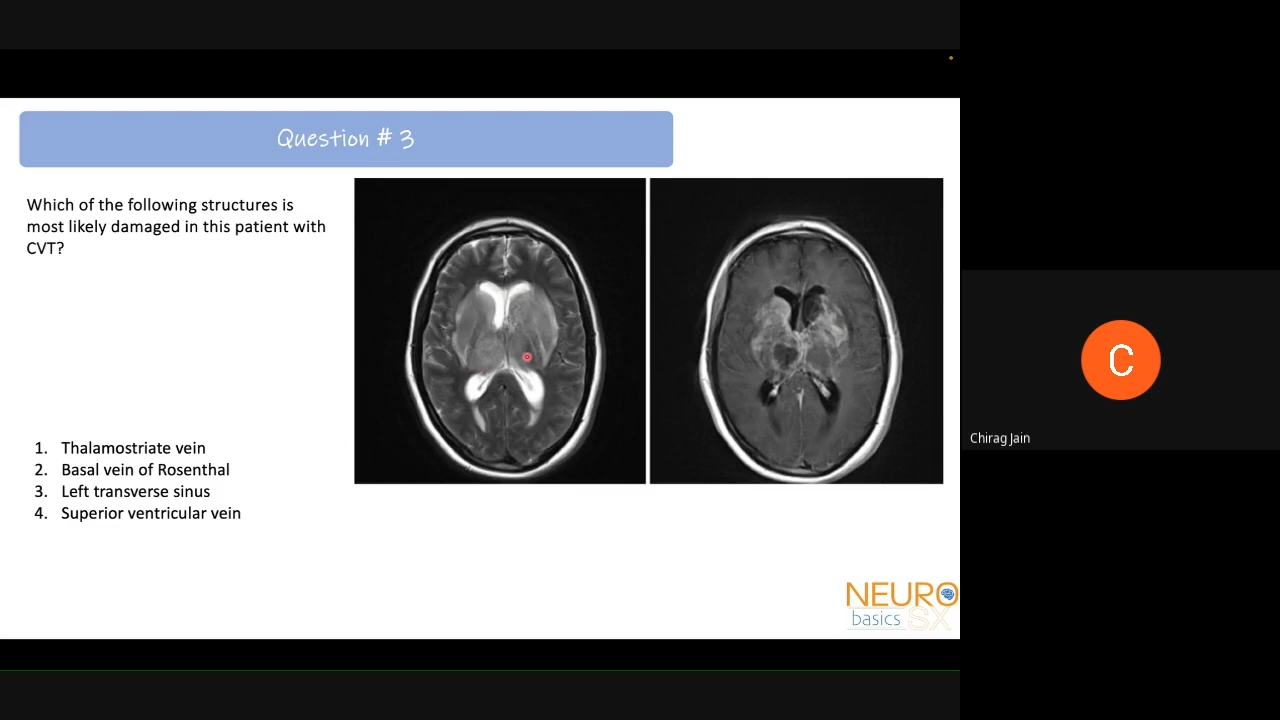 Question # 3
Which of the following structures is
most likely damaged in this patient with
CVT?
1. Thalamostriate vein
2. Basal vein of Rosenthal
3. Left transverse sinus
4. Superior ventricular vein
NEURO
basics SX
C
Chirag Jain